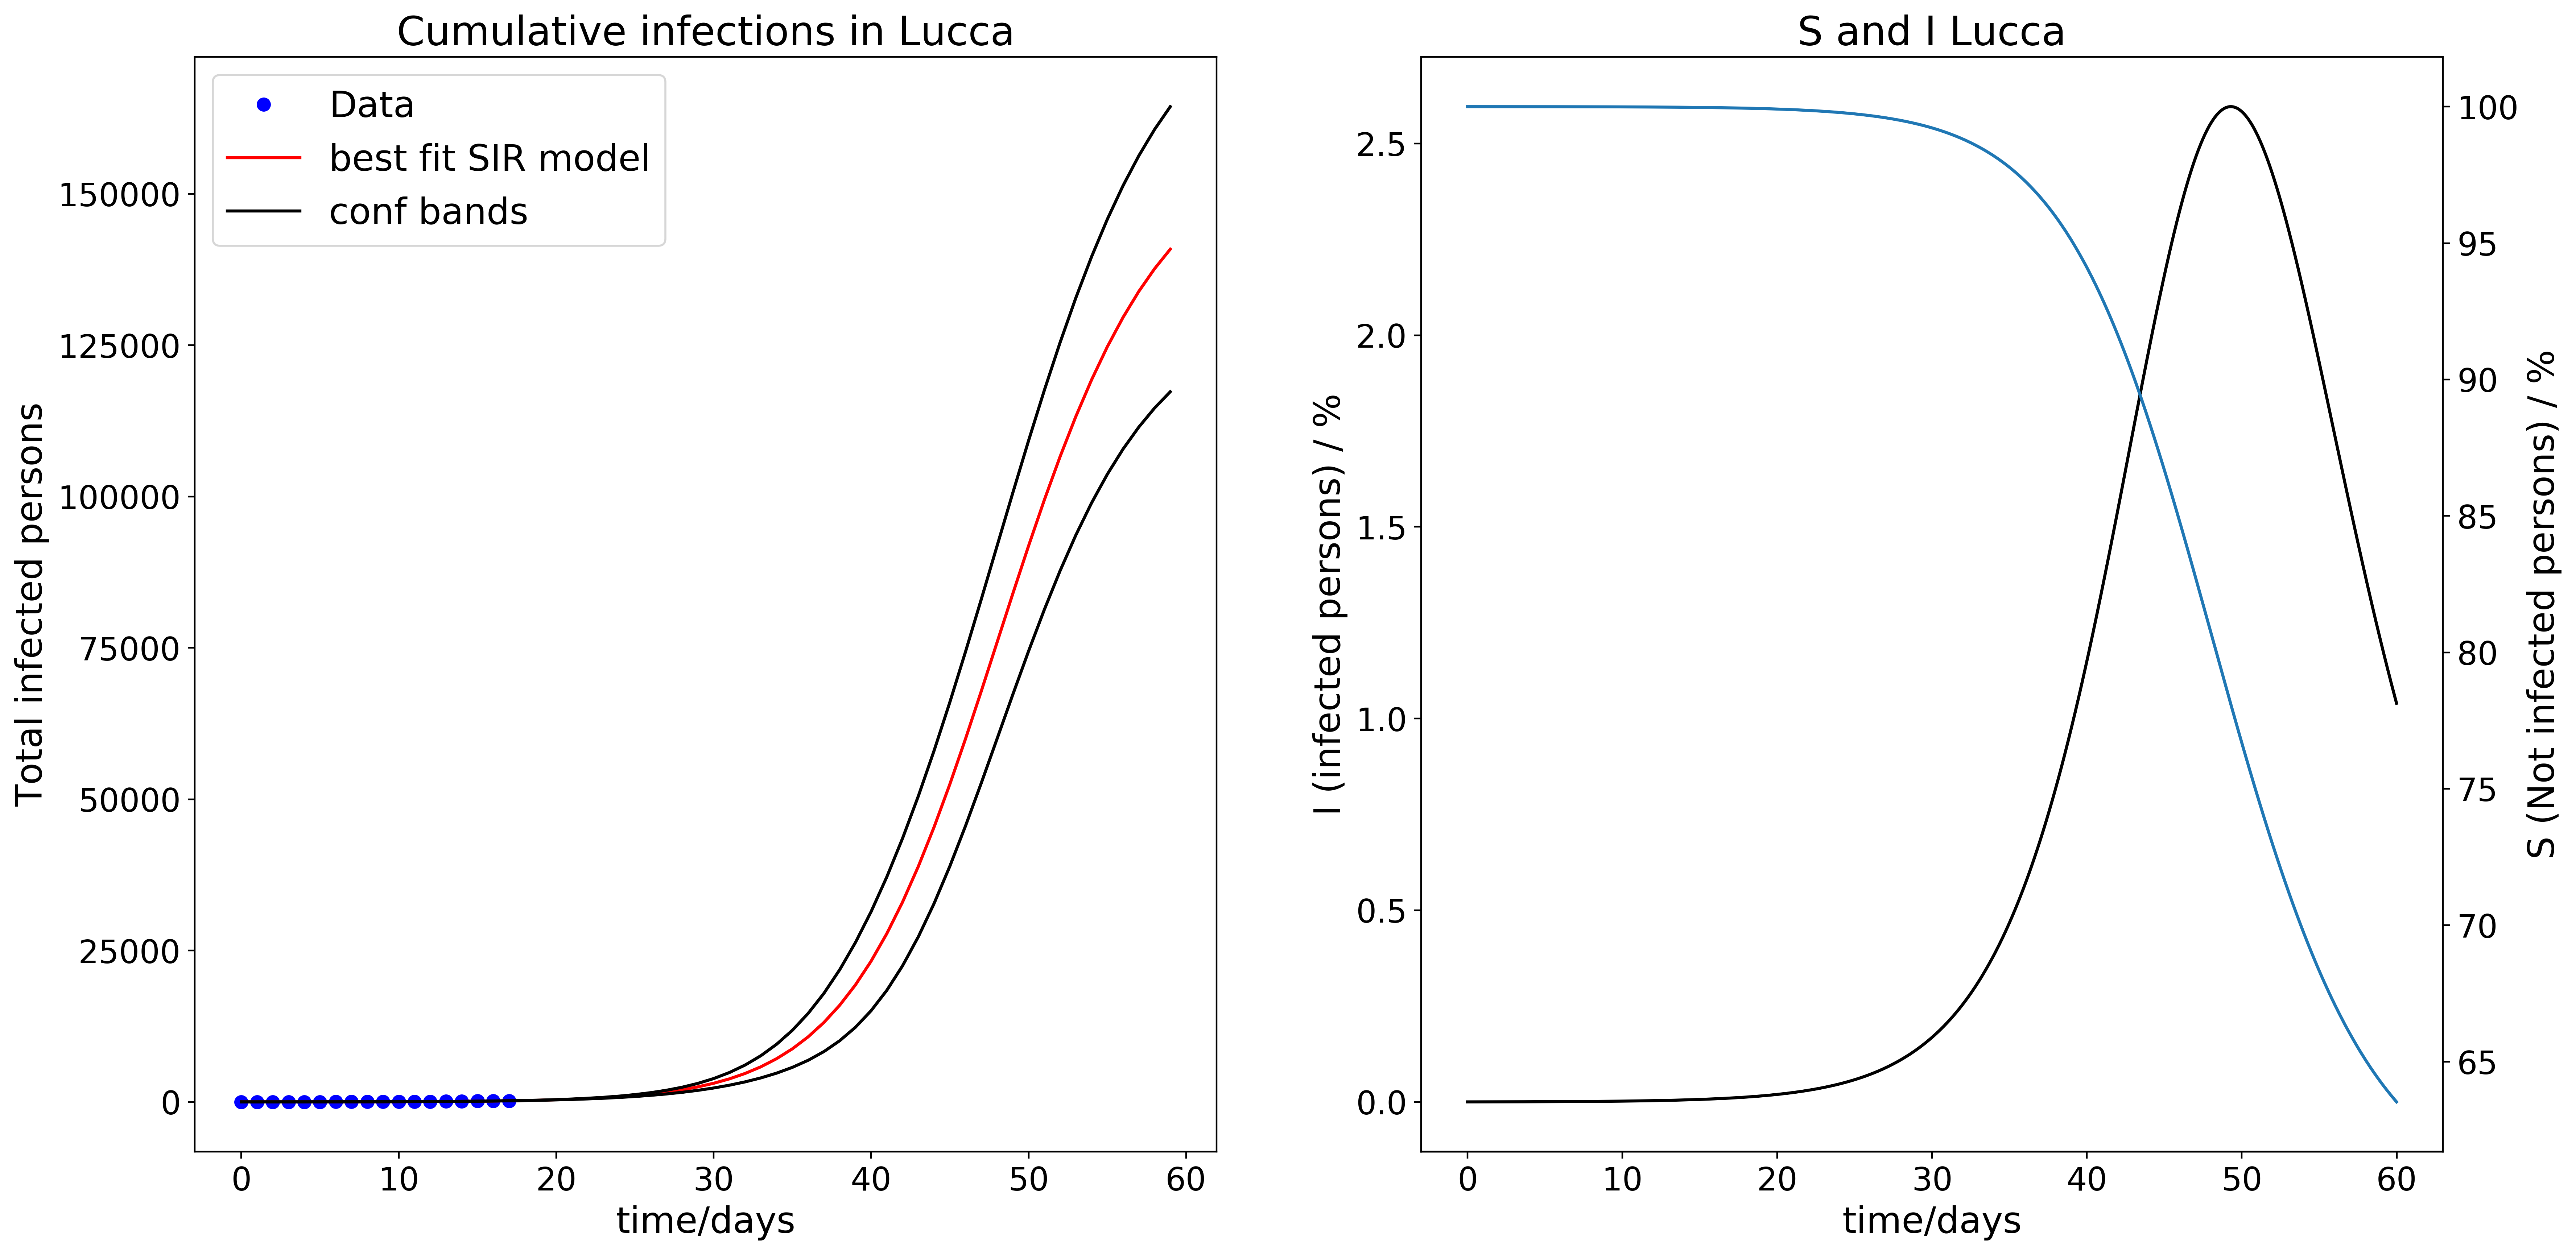 Cumulative infections in Lucca
Data
best fit SIR model
conf bands
Total infected persons
150000
125000
100000
75000
50000
25000
0
0 10 20 30 40 50 60
time/days
S and I Lucca
I (infected persons) / %
2.5
2.0
1.5
1.0
0.5
0.0
100
95
90
85
80
75
70
65
S (Not infected persons) / %
0 10 20 30 40 50 60
time/days